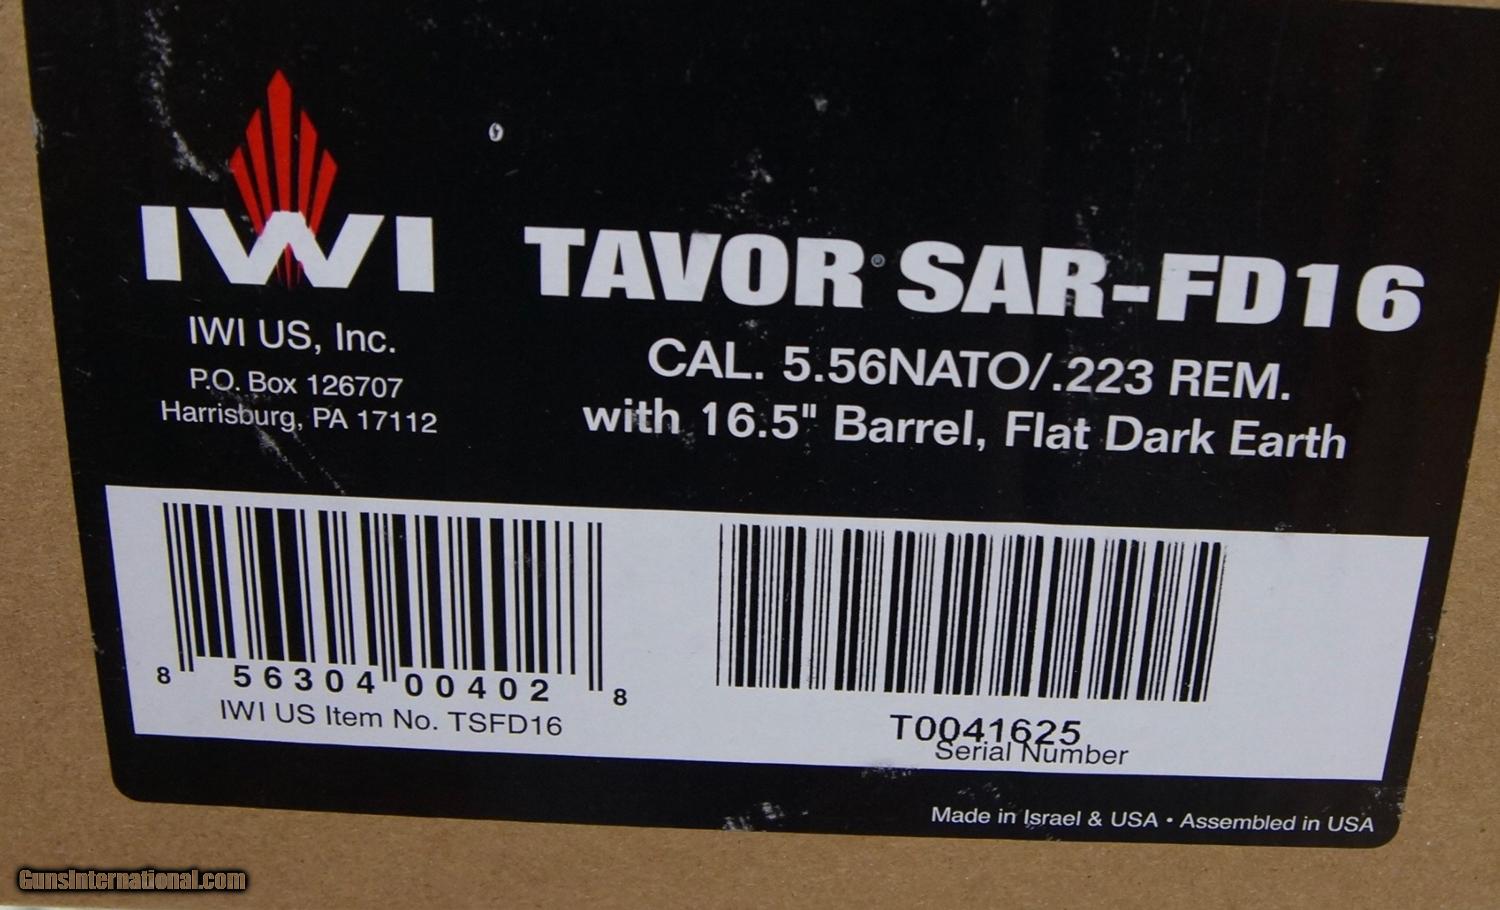 IWI
IWI US, Inc.
P.O. Box 126707
Harrisburg, PA 17112
TAVOR® SAR-FD16
CAL. 5.56NATO/.223 REM.
with 16.5" Barrel, Flat Dark Earth
8 56304 00402 8
IWI US Item No. TSFD16
T0041625
Serial Number
Made in Israel & USA • Assembled in USA
GunsInternational.com